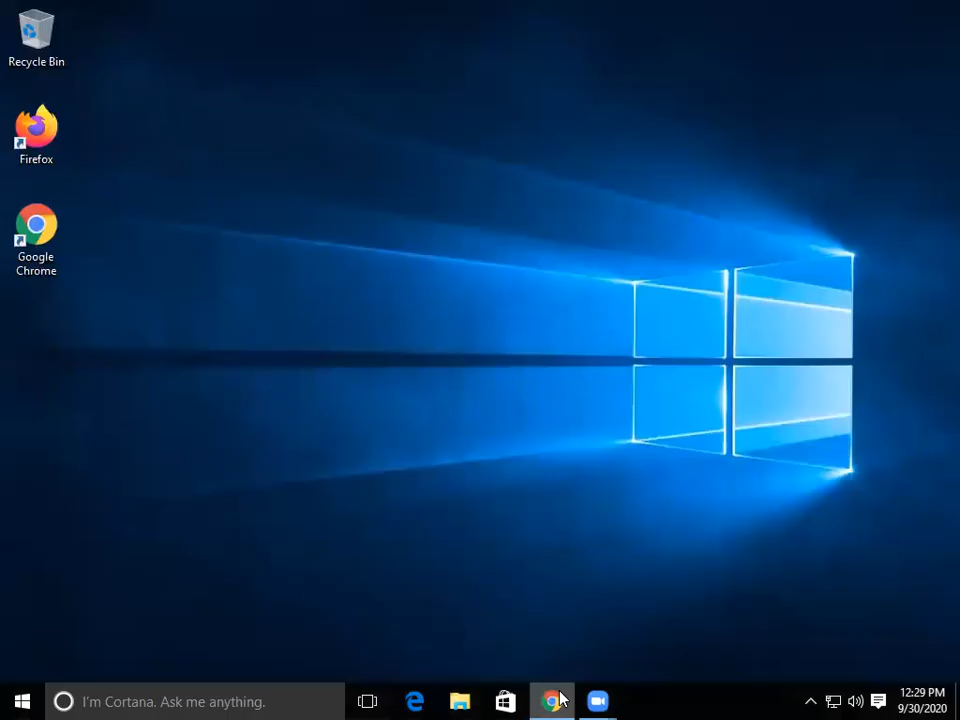 Recycle Bin
Firefox
Google
Chrome
I'm Cortana. Ask me anything.
12:29 PM
9/30/2020